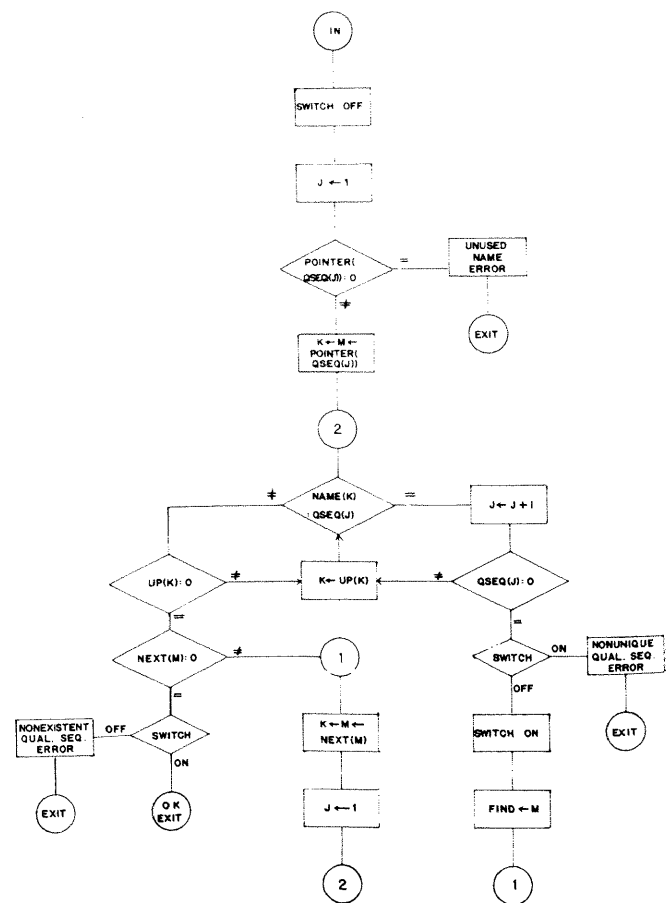 IN
SWITCH OFF
J ← 1
POINTER(
QSEQ(J)) : 0
=
UNUSED
NAME
ERROR
≠
EXIT
K ← M ←
POINTER(
QSEQ(J))
2
≠
NAME(K)
: QSEQ(J)
=
J ← J + 1
UP(K) : 0
≠
K ← UP(K)
≠
QSEQ(J) : 0
=
=
NEXT(M) : 0
≠
1
SWITCH
ON
NONUNIQUE
QUAL. SEQ.
ERROR
=
OFF
NONEXISTENT
QUAL. SEQ.
ERROR
OFF
SWITCH
K ← M ←
NEXT(M)
SWITCH ON
EXIT
ON
EXIT
OK
EXIT
J ← 1
FIND ← M
2
1